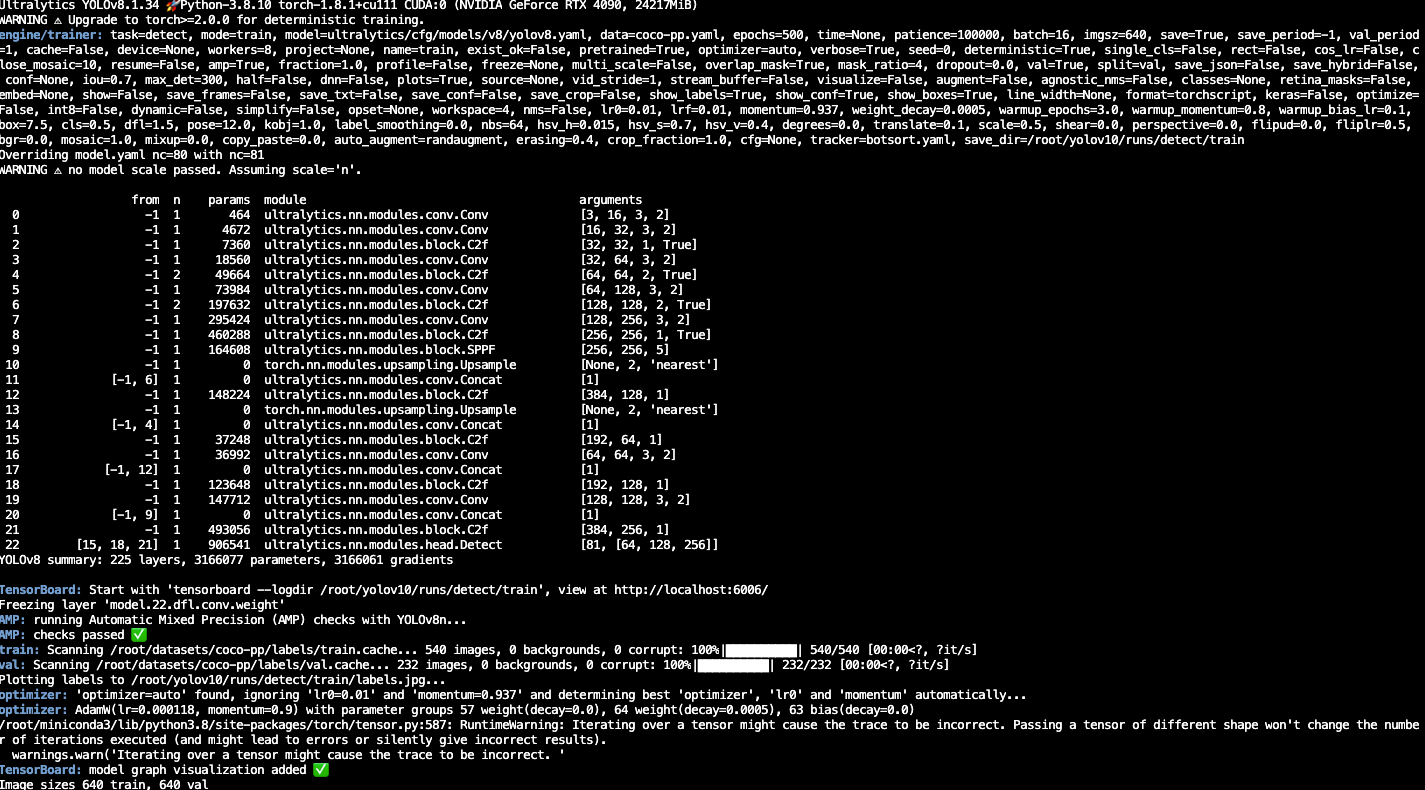 Ultralytics YOLOv8.1.34 🚀Python-3.8.10 torch-1.8.1+cu111 CUDA:0 (NVIDIA GeForce RTX 4090, 24217MiB)
WARNING ⚠ Upgrade to torch>=2.0.0 for deterministic training.
engine/trainer: task=detect, mode=train, model=ultralytics/cfg/models/v8/yolov8.yaml, data=coco-pp.yaml, epochs=500, time=None, patience=100000, batch=16, imgsz=640, save=True, save_period=-1, val_period
=1, cache=False, device=None, workers=8, project=None, name=train, exist_ok=False, pretrained=True, optimizer=auto, verbose=True, seed=0, deterministic=True, single_cls=False, rect=False, cos_lr=False, c
lose_mosaic=10, resume=False, amp=True, fraction=1.0, profile=False, freeze=None, multi_scale=False, overlap_mask=True, mask_ratio=4, dropout=0.0, val=True, split=val, save_json=False, save_hybrid=False,
conf=None, iou=0.7, max_det=300, half=False, dnn=False, plots=True, source=None, vid_stride=1, stream_buffer=False, visualize=False, augment=False, agnostic_nms=False, classes=None, retina_masks=False,
embed=None, show=False, save_frames=False, save_txt=False, save_conf=False, save_crop=False, show_labels=True, show_conf=True, show_boxes=True, line_width=None, format=torchscript, keras=False, optimize=
False, int8=False, dynamic=False, simplify=False, opset=None, workspace=4, nms=False, lr0=0.01, lrf=0.01, momentum=0.937, weight_decay=0.0005, warmup_epochs=3.0, warmup_momentum=0.8, warmup_bias_lr=0.1,
box=7.5, cls=0.5, dfl=1.5, pose=12.0, kobj=1.0, label_smoothing=0.0, nbs=64, hsv_h=0.015, hsv_s=0.7, hsv_v=0.4, degrees=0.0, translate=0.1, scale=0.5, shear=0.0, perspective=0.0, flipud=0.0, fliplr=0.5,
bgr=0.0, mosaic=1.0, mixup=0.0, copy_paste=0.0, auto_augment=randaugment, erasing=0.4, crop_fraction=1.0, cfg=None, tracker=botsort.yaml, save_dir=/root/yolov10/runs/detect/train
Overriding model.yaml nc=80 with nc=81
WARNING ⚠ no model scale passed. Assuming scale='n'.
from n params module arguments
0 -1 1 464 ultralytics.nn.modules.conv.Conv [3, 16, 3, 2]
1 -1 1 4672 ultralytics.nn.modules.conv.Conv [16, 32, 3, 2]
2 -1 1 7360 ultralytics.nn.modules.block.C2f [32, 32, 1, True]
3 -1 1 18560 ultralytics.nn.modules.conv.Conv [32, 64, 3, 2]
4 -1 2 49664 ultralytics.nn.modules.block.C2f [64, 64, 2, True]
5 -1 1 73984 ultralytics.nn.modules.conv.Conv [64, 128, 3, 2]
6 -1 2 197632 ultralytics.nn.modules.block.C2f [128, 128, 2, True]
7 -1 1 295424 ultralytics.nn.modules.conv.Conv [128, 256, 3, 2]
8 -1 1 460288 ultralytics.nn.modules.block.C2f [256, 256, 1, True]
9 -1 1 164608 ultralytics.nn.modules.block.SPPF [256, 256, 5]
10 -1 1 0 torch.nn.modules.upsampling.Upsample [None, 2, 'nearest']
11 [-1, 6] 1 0 ultralytics.nn.modules.conv.Concat [1]
12 -1 1 148224 ultralytics.nn.modules.block.C2f [384, 128, 1]
13 -1 1 0 torch.nn.modules.upsampling.Upsample [None, 2, 'nearest']
14 [-1, 4] 1 0 ultralytics.nn.modules.conv.Concat [1]
15 -1 1 37248 ultralytics.nn.modules.block.C2f [192, 64, 1]
16 -1 1 36992 ultralytics.nn.modules.conv.Conv [64, 64, 3, 2]
17 [-1, 12] 1 0 ultralytics.nn.modules.conv.Concat [1]
18 -1 1 123648 ultralytics.nn.modules.block.C2f [192, 128, 1]
19 -1 1 147712 ultralytics.nn.modules.conv.Conv [128, 128, 3, 2]
20 [-1, 9] 1 0 ultralytics.nn.modules.conv.Concat [1]
21 -1 1 493056 ultralytics.nn.modules.block.C2f [384, 256, 1]
22 [15, 18, 21] 1 906541 ultralytics.nn.modules.head.Detect [81, [64, 128, 256]]
YOLOv8 summary: 225 layers, 3166077 parameters, 3166061 gradients
TensorBoard: Start with 'tensorboard --logdir /root/yolov10/runs/detect/train', view at http://localhost:6006/
Freezing layer 'model.22.dfl.conv.weight'
AMP: running Automatic Mixed Precision (AMP) checks with YOLOv8n...
AMP: checks passed ✅
train: Scanning /root/datasets/coco-pp/labels/train.cache... 540 images, 0 backgrounds, 0 corrupt: 100%|██████████| 540/540 [00:00<?, ?it/s]
val: Scanning /root/datasets/coco-pp/labels/val.cache... 232 images, 0 backgrounds, 0 corrupt: 100%|██████████| 232/232 [00:00<?, ?it/s]
Plotting labels to /root/yolov10/runs/detect/train/labels.jpg...
optimizer: 'optimizer=auto' found, ignoring 'lr0=0.01' and 'momentum=0.937' and determining best 'optimizer', 'lr0' and 'momentum' automatically...
optimizer: AdamW(lr=0.000118, momentum=0.9) with parameter groups 57 weight(decay=0.0), 64 weight(decay=0.0005), 63 bias(decay=0.0)
/root/miniconda3/lib/python3.8/site-packages/torch/tensor.py:587: RuntimeWarning: Iterating over a tensor might cause the trace to be incorrect. Passing a tensor of different shape won't change the numbe
r of iterations executed (and might lead to errors or silently give incorrect results).
warnings.warn('Iterating over a tensor might cause the trace to be incorrect. '
TensorBoard: model graph visualization added ✅
Image sizes 640 train, 640 val